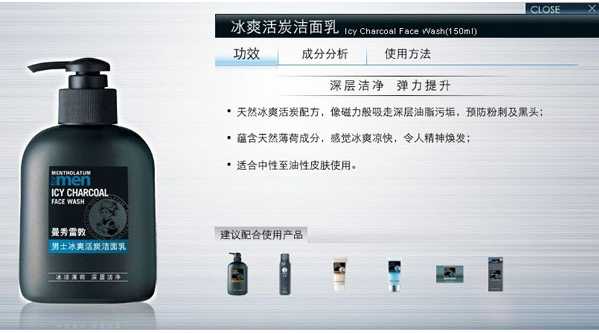 CLOSE
冰爽活炭洁面乳 Icy Charcoal Face Wash(150ml)
功效 成分分析 使用方法
深层洁净 弹力提升
• 天然冰爽活炭配方，像磁力般吸走深层油脂污垢，预防粉刺及黑头；
• 蕴含天然薄荷成分，感觉冰爽凉快，令人精神焕发；
• 适合中性至油性皮肤使用。
MENTHOLATUM
men
ICY CHARCOAL
FACE WASH
曼秀雷敦
男士冰爽活炭洁面乳
冰涼薄荷 深层洁净
建议配合使用产品